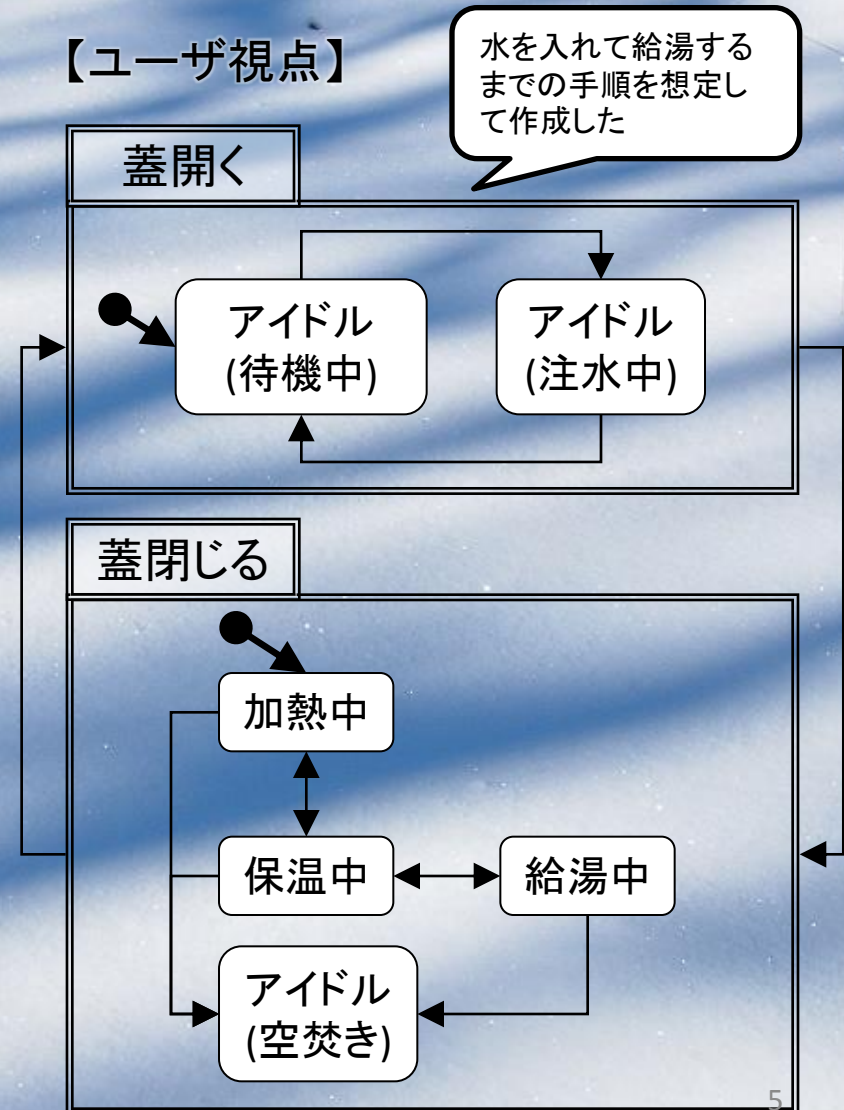 【ユーザ視点】
水を入れて給湯する
までの手順を想定し
て作成した
蓋開く
アイドル
(待機中)
アイドル
(注水中)
蓋閉じる
加熱中
保温中
給湯中
アイドル
(空焚き)
5